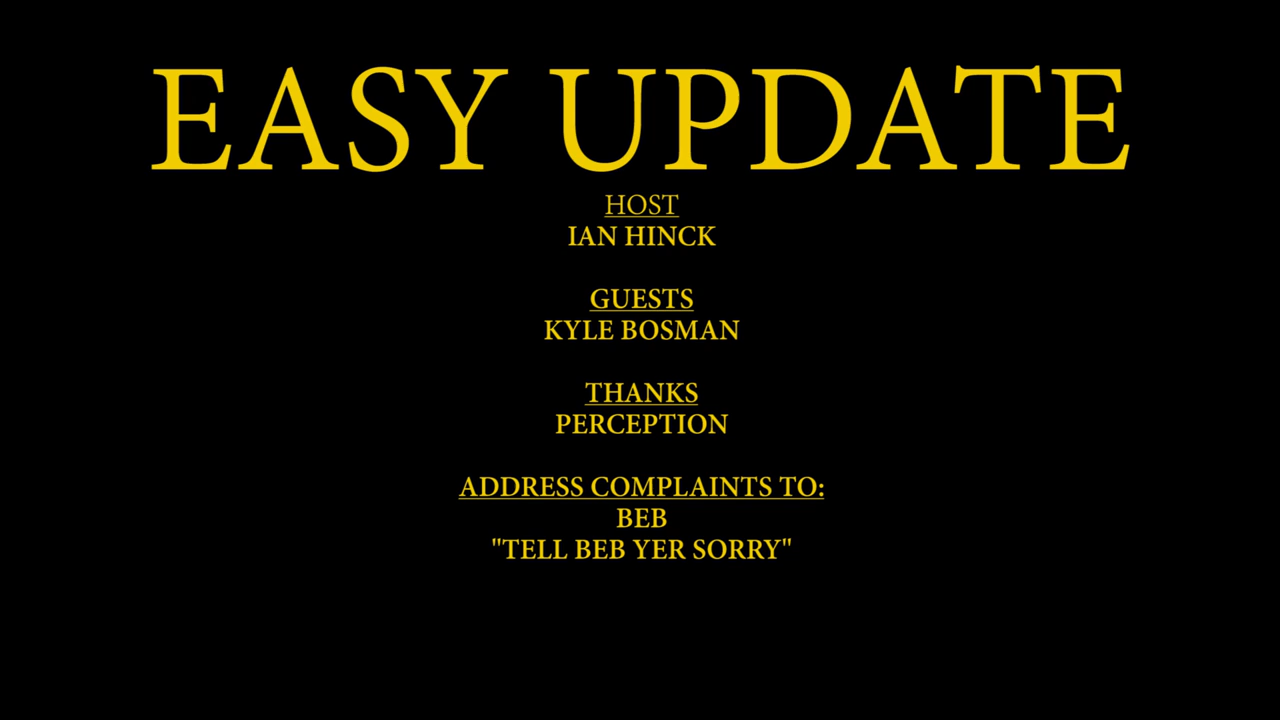 EASY UPDATE
HOST
IAN HINCK
GUESTS
KYLE BOSMAN
THANKS
PERCEPTION
ADDRESS COMPLAINTS TO:
BEB
"TELL BEB YER SORRY"